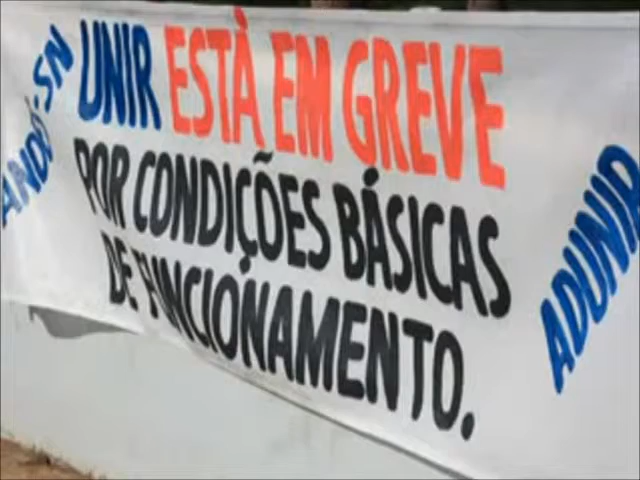 ANDES-SN
UNIR ESTÀ EM GREVE
POR CONDIÇÕES BÁSICAS
DE FUNCIONAMENTO.
ADUNIR